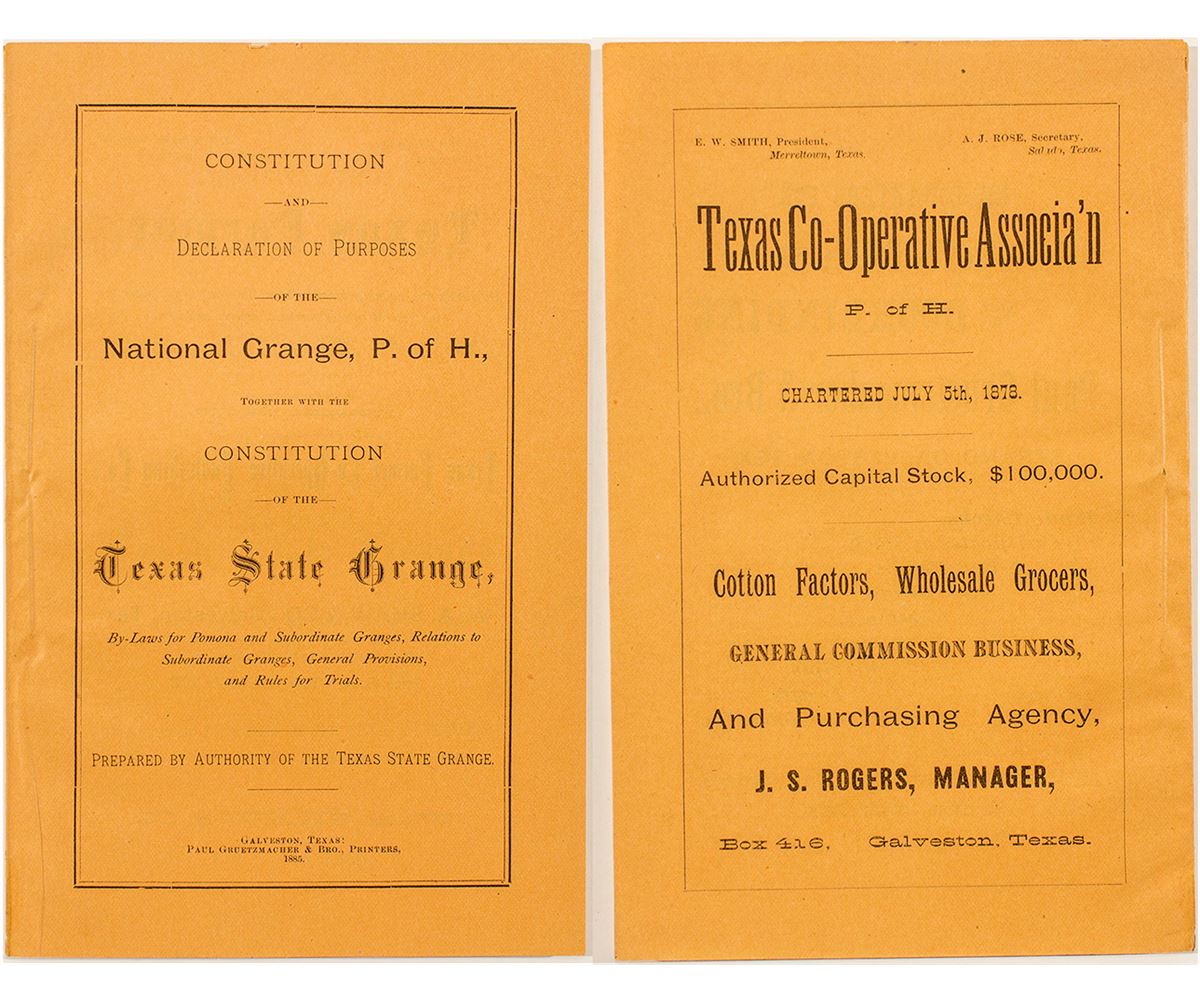 CONSTITUTION
—AND—
DECLARATION OF PURPOSES
—OF THE—
National Grange, P. of H.,
TOGETHER WITH THE
CONSTITUTION
—OF THE—
Texas State Grange,
By-Laws for Pomona and Subordinate Granges, Relations to
Subordinate Granges, General Provisions,
and Rules for Trials.
PREPARED BY AUTHORITY OF THE TEXAS STATE GRANGE.
GALVESTON, TEXAS:
PAUL GRUETZMACHER & BRO., PRINTERS,
1885.
E. W. SMITH, President,
Merreltown, Texas.
A. J. ROSE, Secretary,
Salado, Texas.
Texas Co-Operative Associa'n
P. of H.
CHARTERED JULY 5th, 1878.
Authorized Capital Stock, $100,000.
Cotton Factors, Wholesale Grocers,
GENERAL COMMISSION BUSINESS,
And Purchasing Agency,
J. S. ROGERS, MANAGER,
Box 416, Galveston, Texas.